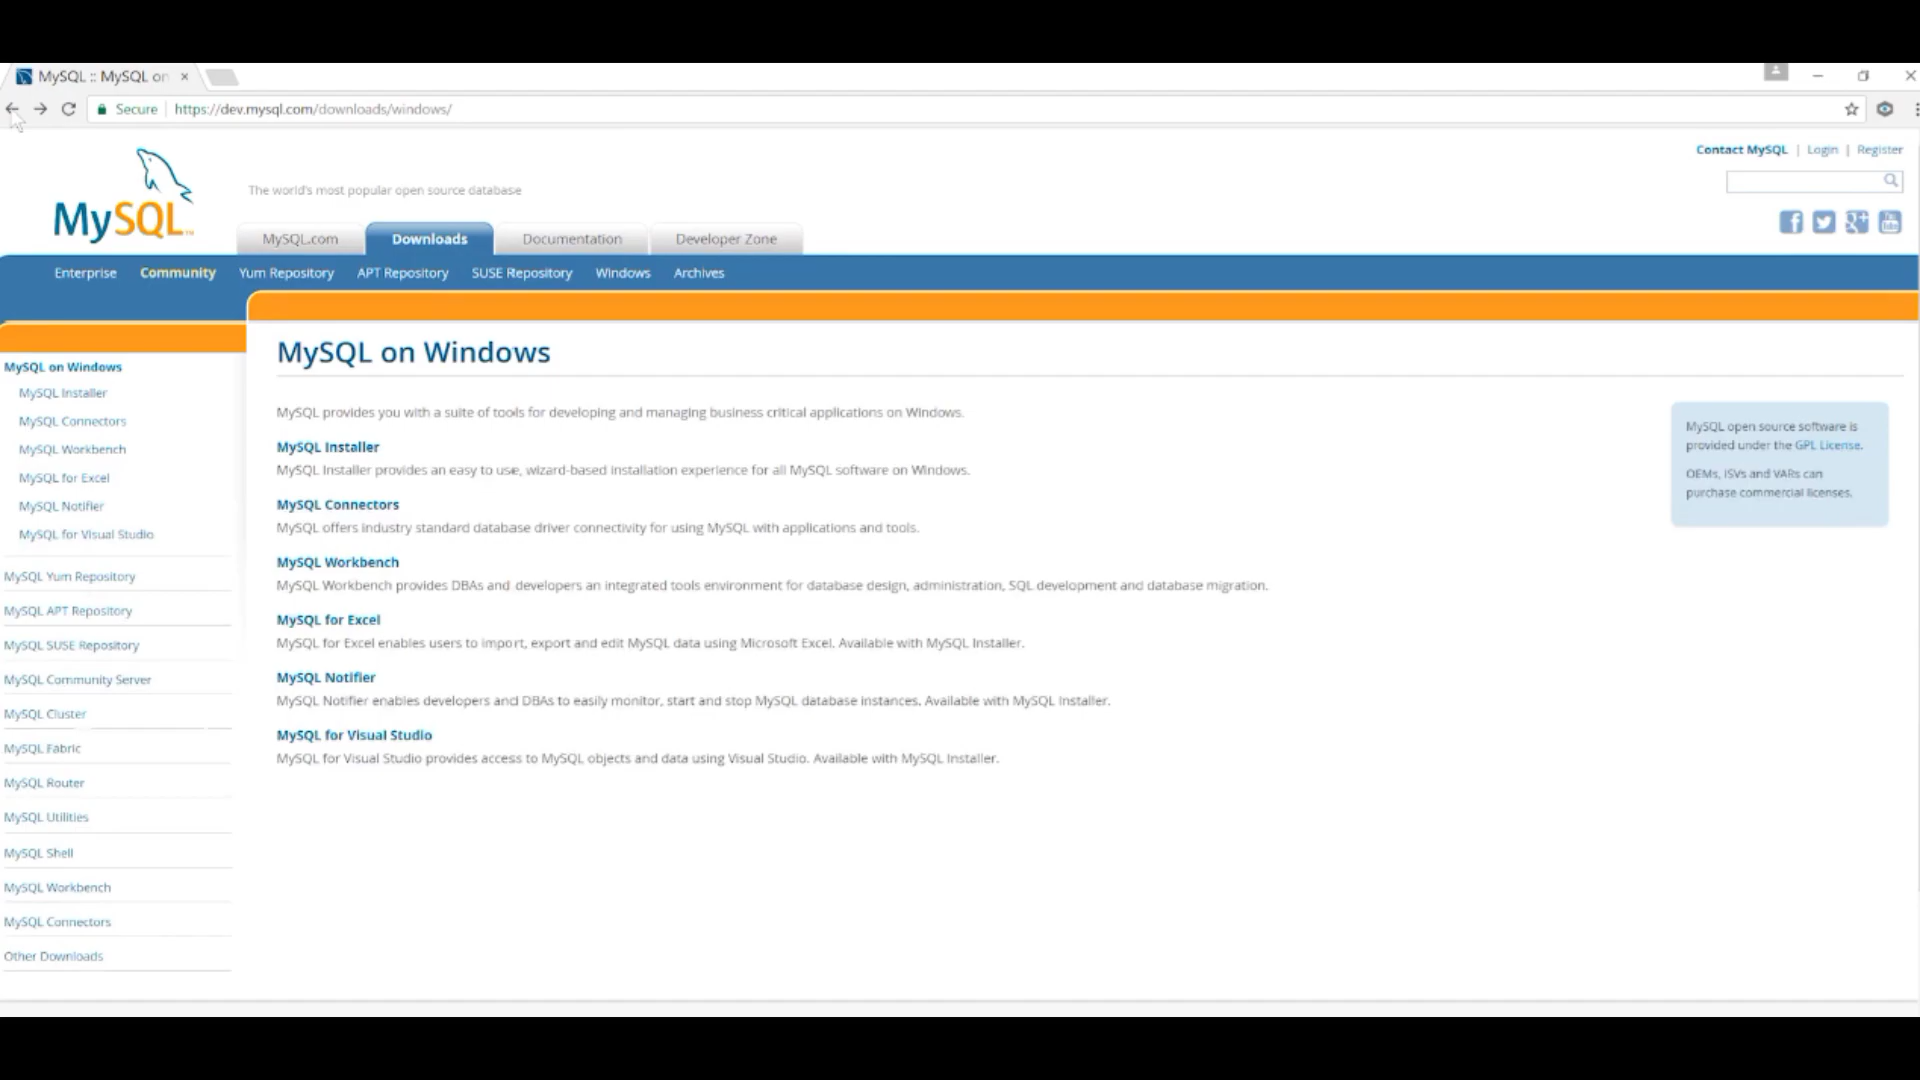 MySQL :: MySQL on
Secure
https://dev.mysql.com/downloads/windows/
Contact MySQL | Login | Register
MySQL
The world's most popular open source database
MySQL.com
Downloads
Documentation
Developer Zone
Enterprise
Community
Yum Repository
APT Repository
SUSE Repository
Windows
Archives
MySQL on Windows
MySQL Installer
MySQL Connectors
MySQL Workbench
MySQL for Excel
MySQL Notifier
MySQL for Visual Studio
MySQL Yum Repository
MySQL APT Repository
MySQL SUSE Repository
MySQL Community Server
MySQL Cluster
MySQL Fabric
MySQL Router
MySQL Utilities
MySQL Shell
MySQL Workbench
MySQL Connectors
Other Downloads
MySQL on Windows
MySQL provides you with a suite of tools for developing and managing business critical applications on Windows.
MySQL Installer
MySQL Installer provides an easy to use, wizard-based installation experience for all MySQL software on Windows.
MySQL Connectors
MySQL offers industry standard database driver connectivity for using MySQL with applications and tools.
MySQL Workbench
MySQL Workbench provides DBAs and developers an integrated tools environment for database design, administration, SQL development and database migration.
MySQL for Excel
MySQL for Excel enables users to import, export and edit MySQL data using Microsoft Excel. Available with MySQL Installer.
MySQL Notifier
MySQL Notifier enables developers and DBAs to easily monitor, start and stop MySQL database instances. Available with MySQL Installer.
MySQL for Visual Studio
MySQL for Visual Studio provides access to MySQL objects and data using Visual Studio. Available with MySQL Installer.
MySQL open source software is
provided under the GPL License.
OEMs, ISVs and VARs can
purchase commercial licenses.